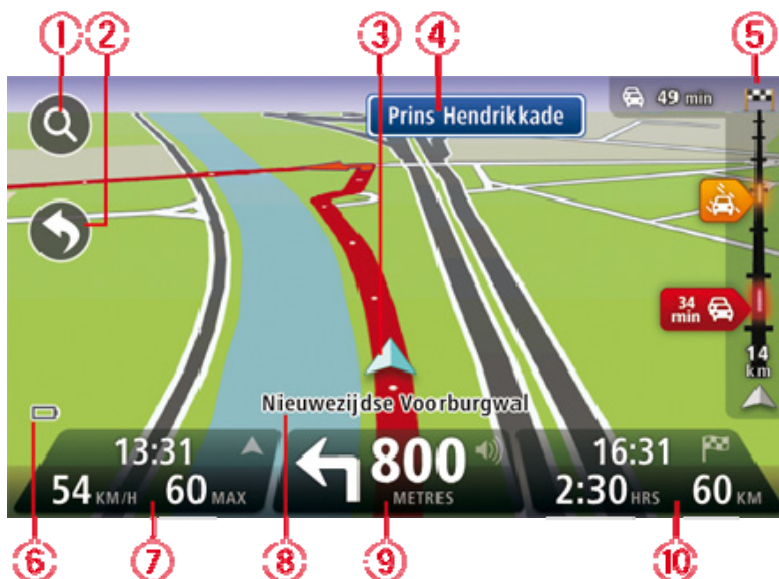 1 2 3 4 5
49 min
Prins Hendrikkade
34
min
14
km
Nieuwezijdse Voorburgwal
13:31
54 KM/H 60 MAX
800
METRIES
16:31
2:30 HRS 60 KM
6 7 8 9 10